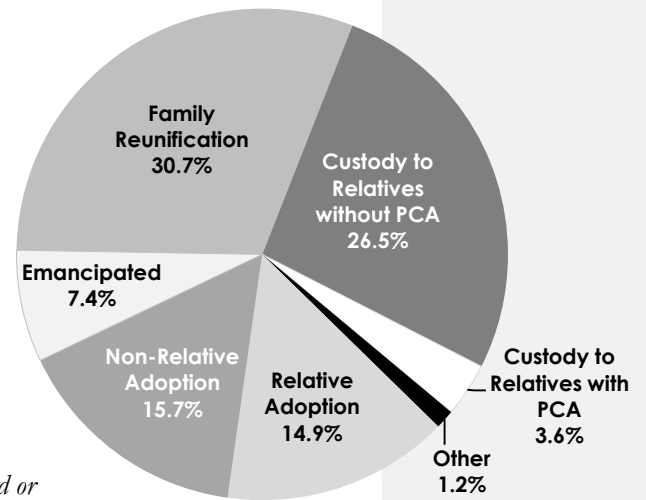 Family
Reunification
30.7%
Custody to
Relatives
without PCA
26.5%
Emancipated
7.4%
Non-Relative
Adoption
15.7%
Relative
Adoption
14.9%
Custody to
Relatives with
PCA
3.6%
Other
1.2%
d or